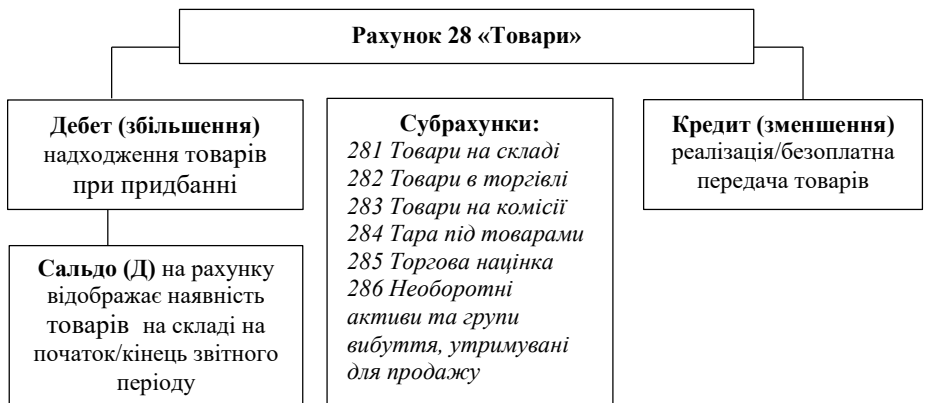 Рахунок 28 «Товари»
Дебет (збільшення)
надходження товарів
при придбанні
Сальдо (Д) на рахунку
відображає наявність
товарів на складі на
початок/кінець звітного
періоду
Субрахунки:
281 Товари на складі
282 Товари в торгівлі
283 Товари на комісії
284 Тара під товарами
285 Торгова націнка
286 Необоротні
активи та групи
вибуття, утримувані
для продажу
Кредит (зменшення)
реалізація/безоплатна
передача товарів